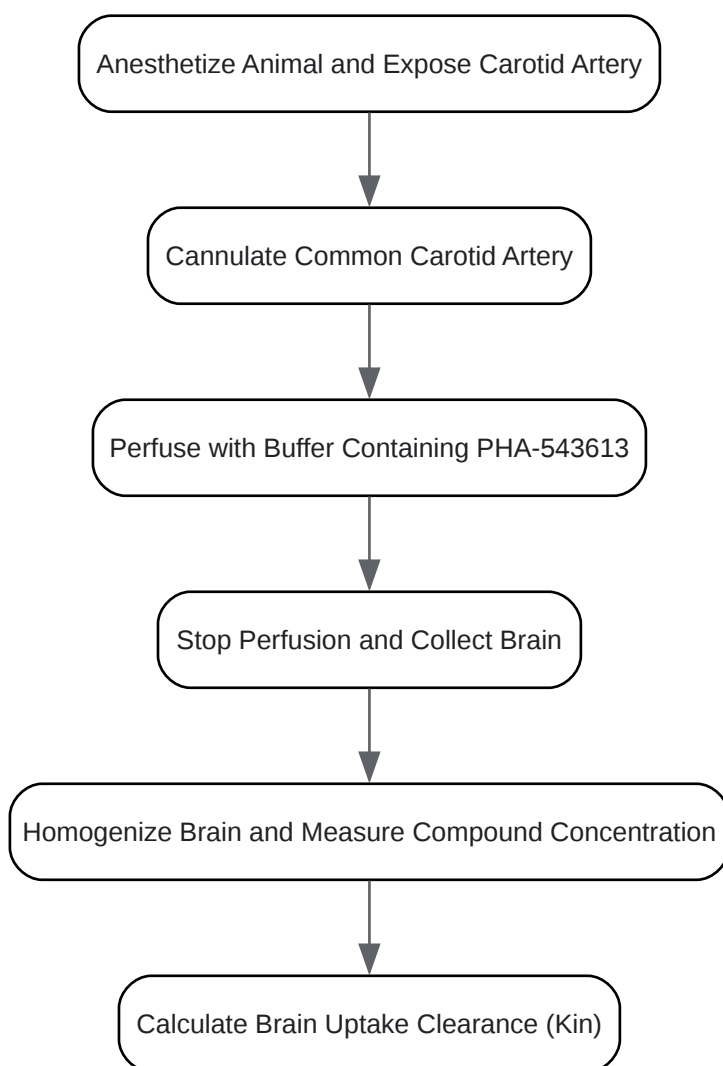 Anesthetize Animal and Expose Carotid Artery
Cannulate Common Carotid Artery
Perfuse with Buffer Containing PHA-543613
Stop Perfusion and Collect Brain
Homogenize Brain and Measure Compound Concentration
Calculate Brain Uptake Clearance (Kin)